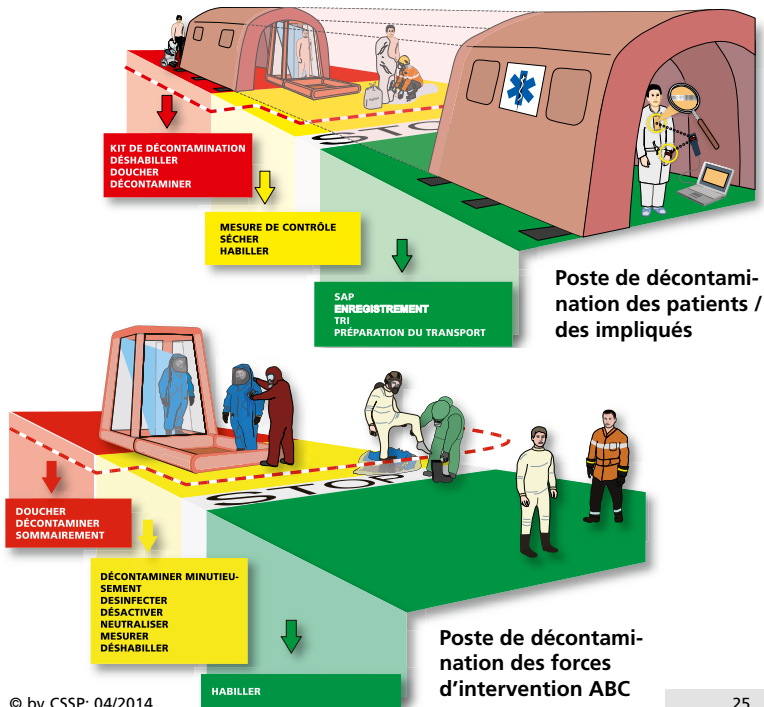 KIT DE DÉCONTAMINATION
DÉSHABILLER
DOUCHER
DÉCONTAMINER
STOP
MESURE DE CONTRÔLE
SÉCHER
HABILLER
SAP
ENREGISTREMENT
TRI
PRÉPARATION DU TRANSPORT
Poste de décontami-
nation des patients /
des impliqués
STOP
DOUCHER
DÉCONTAMINER
SOMMAIREMENT
DÉCONTAMINER MINUTIEU-
SEMENT
DESINFECTER
DÉSACTIVER
NEUTRALISER
MESURER
DÉSHABILLER
HABILLER
Poste de décontami-
nation des forces
d'intervention ABC
© by CSSP; 04/2014
25